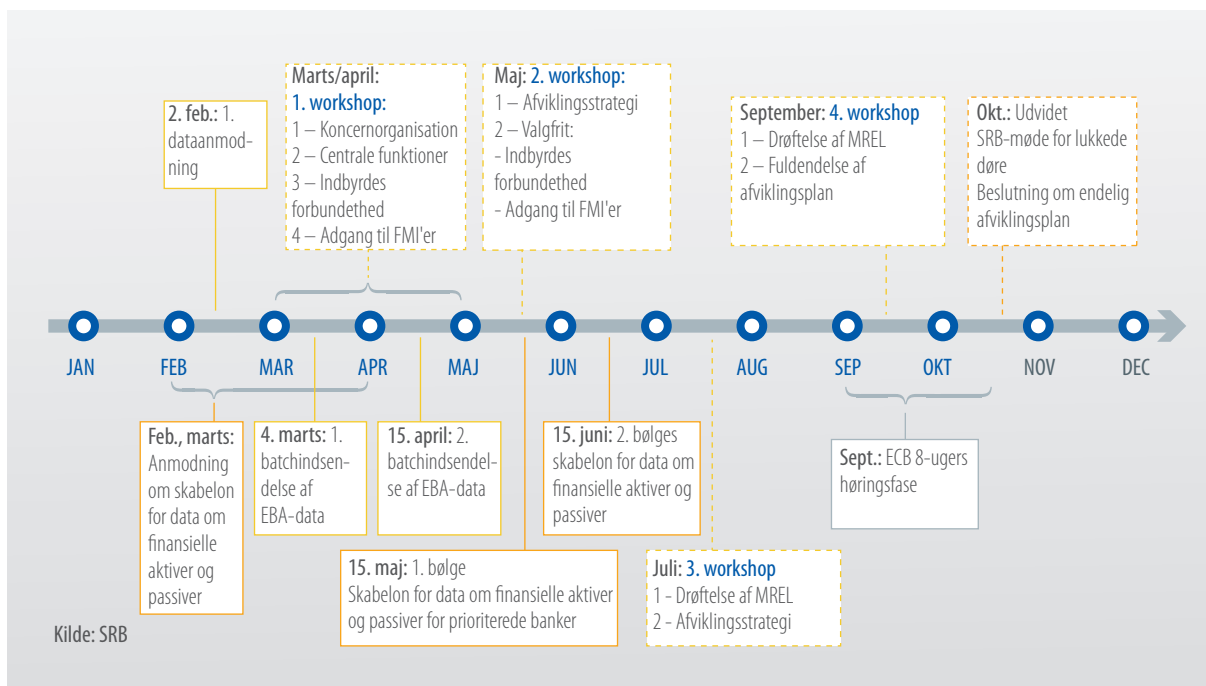 2. feb.: 1.
dataanmod-
ning
Marts/april:
1. workshop:
1 – Koncernorganisation
2 – Centrale funktioner
3 – Indbyrdes
forbundethed
4 – Adgang til FMI'er
Maj: 2. workshop:
1 – Afviklingsstrategi
2 – Valgfrit:
- Indbyrdes
forbundethed
- Adgang til FMI'er
September: 4. workshop
1 – Drøftelse af MREL
2 – Fuldendelse af
afviklingsplan
Okt.: Udvidet
SRB-møde for lukkede
døre
Beslutning om endelig
afviklingsplan
JAN
FEB
MAR
APR
MAJ
JUN
JUL
AUG
SEP
OKT
NOV
DEC
Feb., marts:
Anmodning
om skabelon
for data om
finansielle
aktiver og
passiver
4. marts: 1.
batchindsen-
delse af
EBA-data
15. april: 2.
batchindsendel-
se af EBA-data
15. juni: 2. bølges
skabelon for data om
finansielle aktiver og
passiver
Sept.: ECB 8-ugers
høringsfase
15. maj: 1. bølge
Skabelon for data om finansielle aktiver
og passiver for prioriterede banker
Juli: 3. workshop
1 - Drøftelse af MREL
2 - Afviklingsstrategi
Kilde: SRB